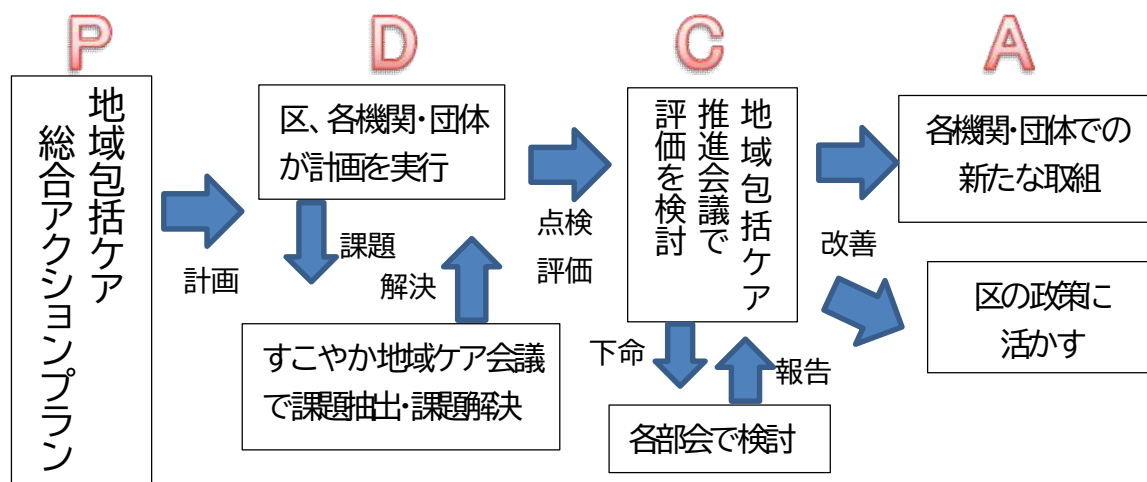 P
D
C
A
地域包括ケア
総合アクションプラン
計画
区、各機関・団体
が計画を実行
課題
解決
すこやか地域ケア会議
で課題抽出・課題解決
点検
評価
地域包括ケア
推進会議で
評価を検討
下命
報告
各部会で検討
改善
各機関・団体での
新たな取組
区の政策に
活かす